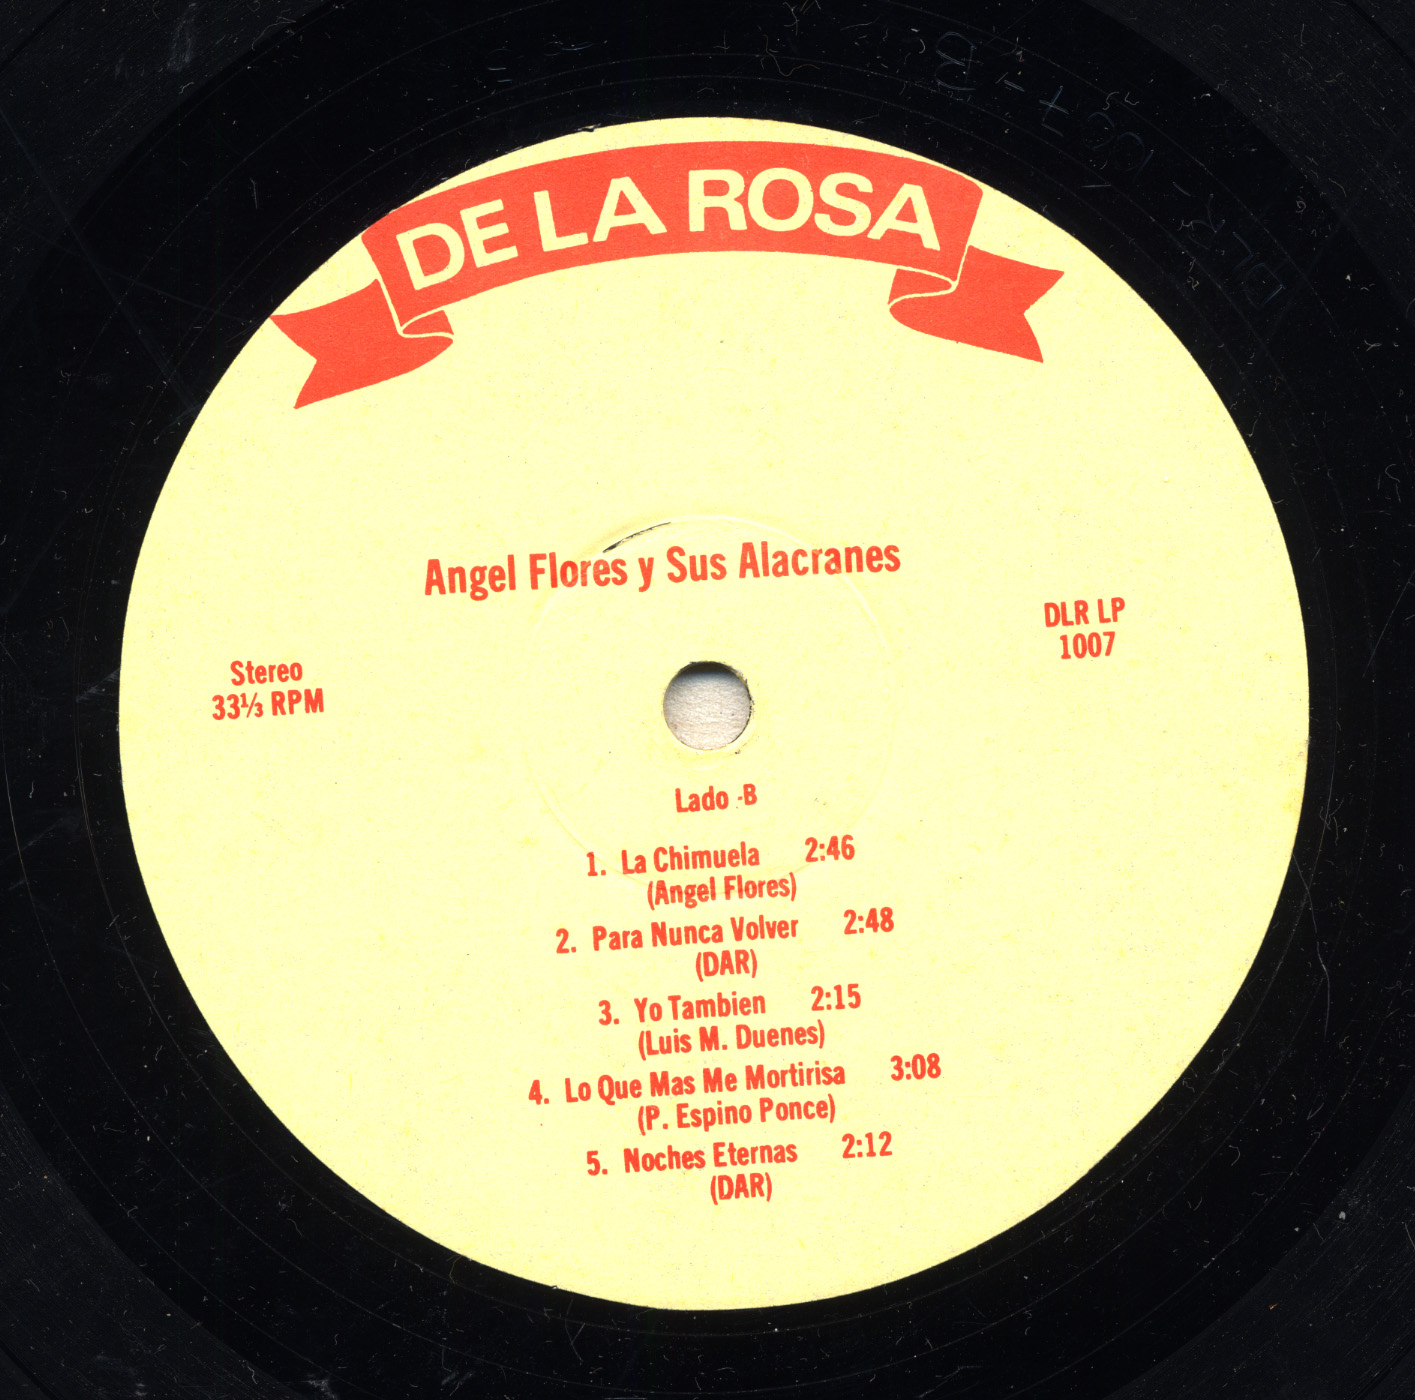 DE LA ROSA
Angel Flores y Sus Alacranes
DLR LP
1007
Stereo
33⅓ RPM
Lado -B
1. La Chimuela 2:46
(Angel Flores)
2. Para Nunca Volver 2:48
(DAR)
3. Yo Tambien 2:15
(Luis M. Duenes)
4. Lo Que Mas Me Mortirisa 3:08
(P. Espino Ponce)
5. Noches Eternas 2:12
(DAR)